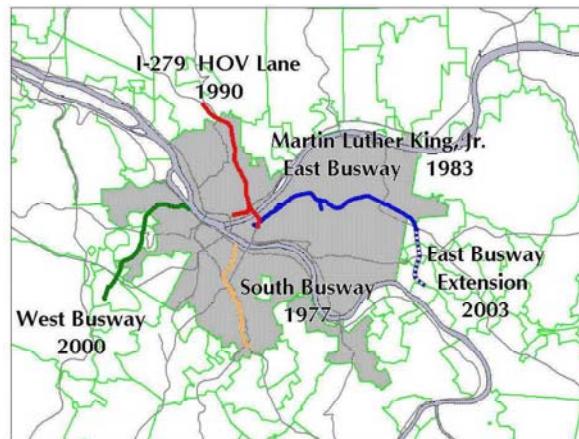 I-279 HOV Lane
1990
Martin Luther King, Jr.
East Busway 1983
East Busway
Extension
2003
South Busway
1977
West Busway
2000